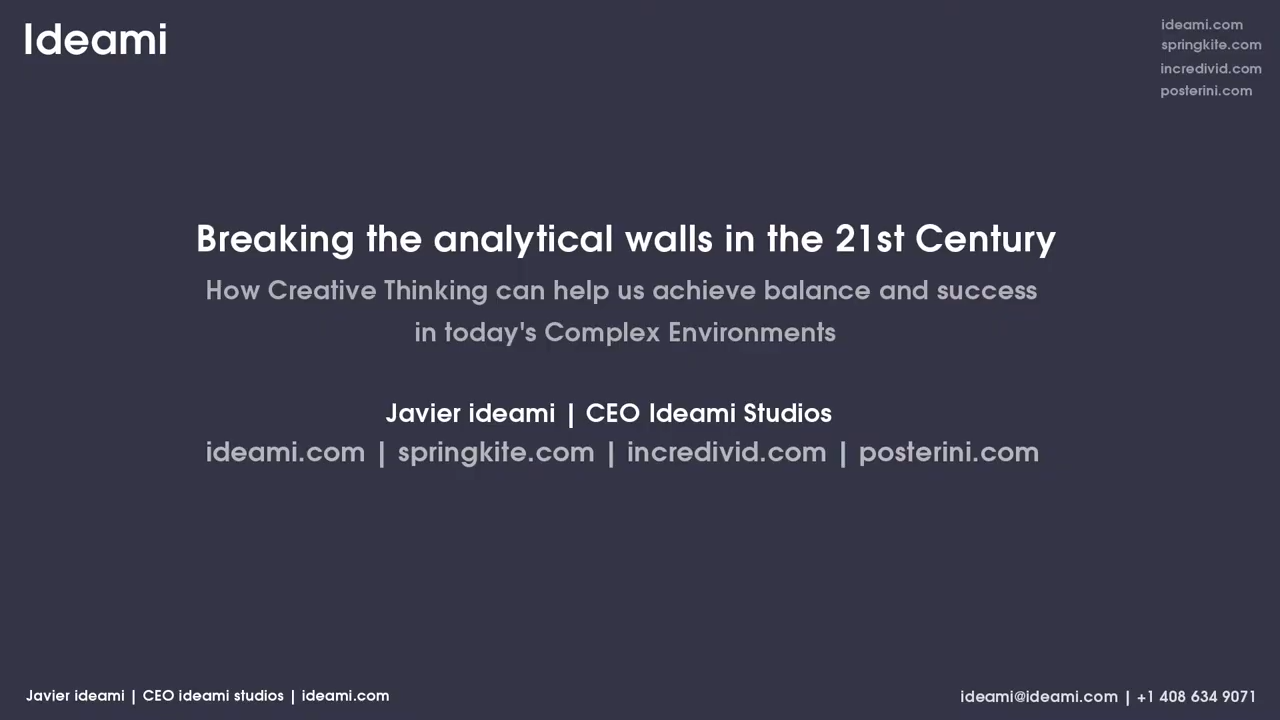 Ideami
ideami.com
springkite.com
incredivid.com
posterini.com
Breaking the analytical walls in the 21st Century
How Creative Thinking can help us achieve balance and success
in today's Complex Environments
Javier ideami | CEO Ideami Studios
ideami.com | springkite.com | incredivid.com | posterini.com
Javier ideami | CEO ideami studios | ideami.com
ideami@ideami.com | +1 408 634 9071